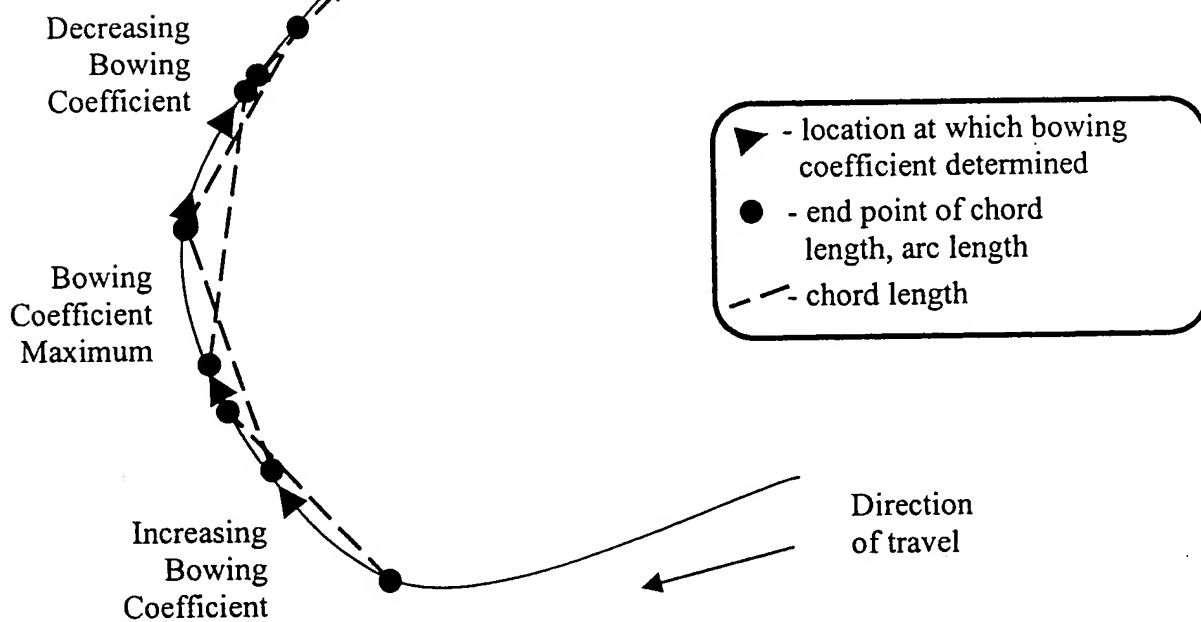 Decreasing
Bowing
Coefficient
- location at which bowing
coefficient determined
- end point of chord
length, arc length
- chord length
Bowing
Coefficient
Maximum
Direction
of travel
Increasing
Bowing
Coefficient